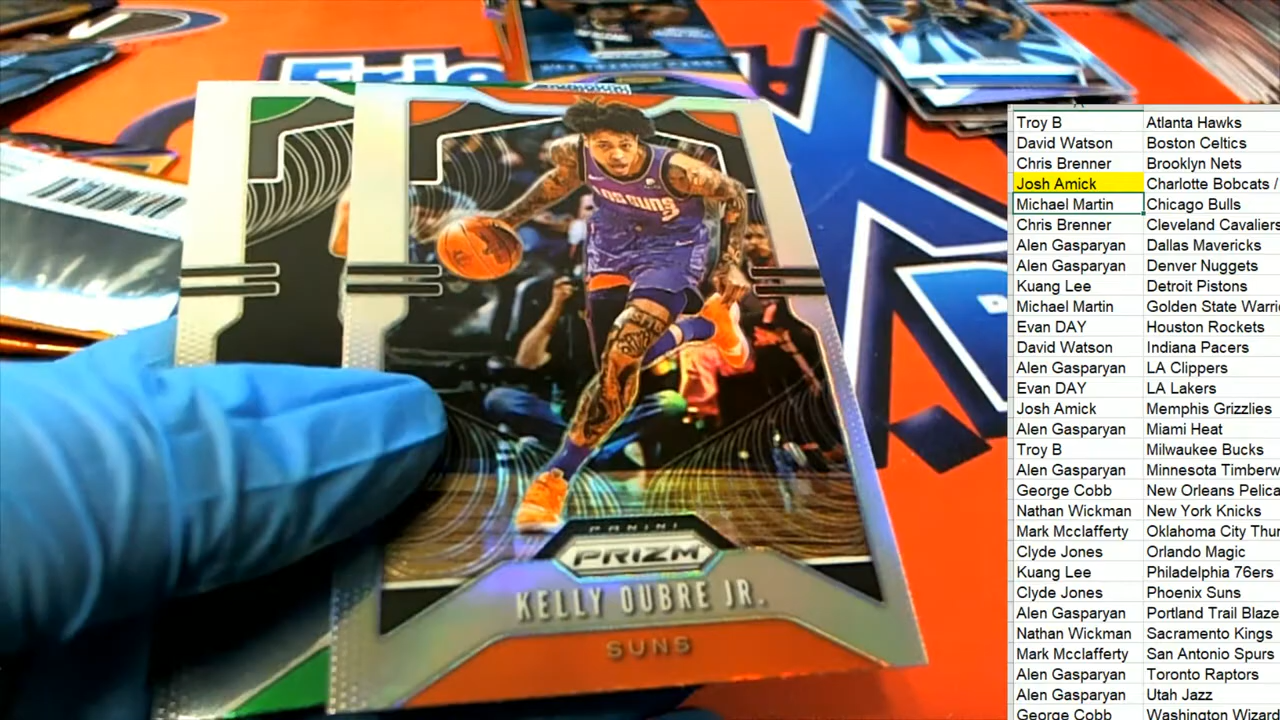 Eric
PHX SUNS
3
PANINI
PRIZM
KELLY OUBRE JR.
SUNS
Troy B Atlanta Hawks
David Watson Boston Celtics
Chris Brenner Brooklyn Nets
Josh Amick Charlotte Bobcats /
Michael Martin Chicago Bulls
Chris Brenner Cleveland Cavaliers
Alen Gasparyan Dallas Mavericks
Alen Gasparyan Denver Nuggets
Kuang Lee Detroit Pistons
Michael Martin Golden State Warri
Evan DAY Houston Rockets
David Watson Indiana Pacers
Alen Gasparyan LA Clippers
Evan DAY LA Lakers
Josh Amick Memphis Grizzlies
Alen Gasparyan Miami Heat
Troy B Milwaukee Bucks
Alen Gasparyan Minnesota Timberw
George Cobb New Orleans Pelica
Nathan Wickman New York Knicks
Mark Mcclafferty Oklahoma City Thu
Clyde Jones Orlando Magic
Kuang Lee Philadelphia 76ers
Clyde Jones Phoenix Suns
Alen Gasparyan Portland Trail Blaze
Nathan Wickman Sacramento Kings
Mark Mcclafferty San Antonio Spurs
Alen Gasparyan Toronto Raptors
Alen Gasparyan Utah Jazz
George Cobb Washington Wizard